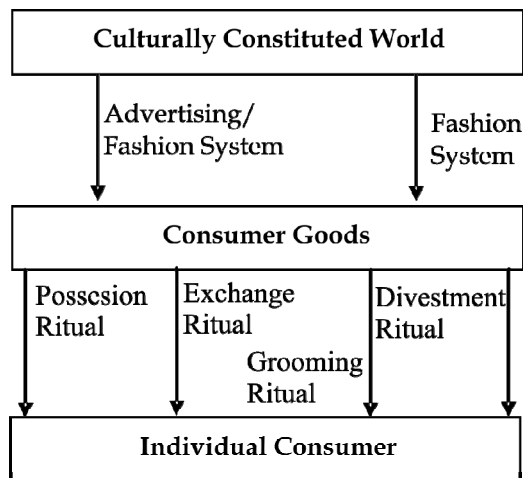 Culturally Constituted World
Advertising/
Fashion System
Fashion
System
Consumer Goods
Possesion
Ritual
Exchange
Ritual
Grooming
Ritual
Divestment
Ritual
Individual Consumer